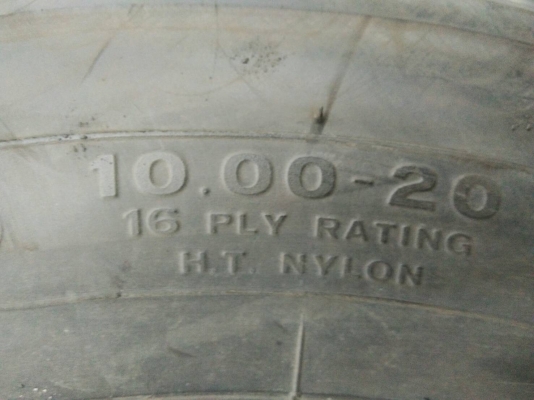 10.00-20
16 PLY RATING
H.T. NYLON